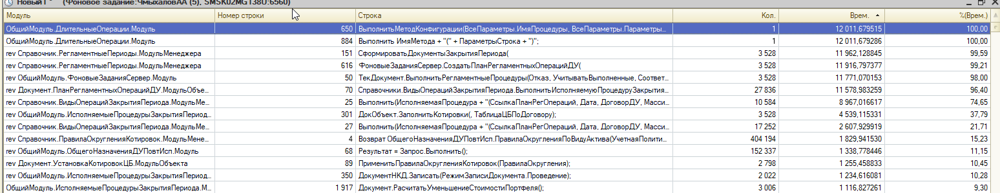 Новый1 * (Фоновое задание:ЧмыхаловАА (5), SMSK02MGT380:6560)
Модуль Номер строки Строка Кол. Врем. %(Врем.)
ОбщийМодуль.ДлительныеОперации.Модуль 650 ВыполнитьМетодКонфигурации(ВсеПараметры.ИмяПроцедуры, ВсеПараметры.Параметры... 1 12 011,679515 100,00
ОбщийМодуль.ДлительныеОперации.Модуль 884 Выполнить ИмяМетода + "(" + ПараметрыСтрока + ")"; 1 12 011,679286 100,00
rev Справочник.РегламентныеПериоды.МодульМенеджера 151 СформироватьДокументыЗакрытияПериода( 3 528 11 962,128845 99,59
rev Справочник.РегламентныеПериоды.МодульМенеджера 616 ФоновыеЗаданияСервер.СоздатьПланРегламентныхОперацийДУ( 3 528 11 916,797377 99,21
rev ОбщийМодуль.ФоновыеЗаданияСервер.Модуль 50 ТекДокумент.ВыполнитьРегламентныеПроцедуры(Отказ, УчитыватьВыполненные, Соответ... 3 528 11 771,070153 98,00
rev Документ.ПланРегламентныхОперацийДУ.МодульОбъе... 70 Справочники.ВидыОперацийЗакрытияПериода.ВыполнитьИсполняемуюПроцедуруЗакрытия... 27 836 11 578,983259 96,40
rev Справочник.ВидыОперацийЗакрытияПериода.МодульМе... 25 Выполнить(ИсполняемаяПроцедура + "(СсылкаПланРегОпераций, Дата, ДоговорДУ, Масси... 10 584 8 967,016617 74,65
rev ОбщийМодуль.ИсполняемыеПроцедурыЗакрытияПериод... 301 ДокОбъект.ЗаполнитьКотировки(, ТаблицаЦБПоДоговору); 3 528 4 539,115331 37,79
rev Справочник.ВидыОперацийЗакрытияПериода.МодульМе... 27 Выполнить(ИсполняемаяПроцедура + "(СсылкаПланРегОпераций, Дата, ДоговорДУ, Масси... 17 252 2 607,929919 21,71
rev Справочник.ПравилаОкругленияКотировок.МодульМене... 4 Возврат ОбщегоНазначенияДУПовтИсп.ПравилаОкругленияПоВидуАктива(УчетнаяПолити... 404 194 1 829,941530 15,23
rev ОбщийМодуль.ОбщегоНазначенияДУПовтИсп.Модуль 68 Результат = Запрос.Выполнить(); 152 337 1 338,778446 11,15
rev Документ.УстановкаКотировокЦБ.МодульОбъекта 89 ПрименитьПравилаОкругленияКотировок(ПравилаОкругления); 2 798 1 255,458833 10,45
rev ОбщийМодуль.ИсполняемыеПроцедурыЗакрытияПериод... 350 ДокументНКД.Записать(РежимЗаписиДокумента.Проведение); 2 022 1 234,616081 10,28
ОбщийМодуль.ИсполняемыеПроцедурыЗакрытияПериода.М... 1 917 Документ.РасчитатьУменьшениеСтоимостиПортфеля(); 3 006 1 116,827261 9,30